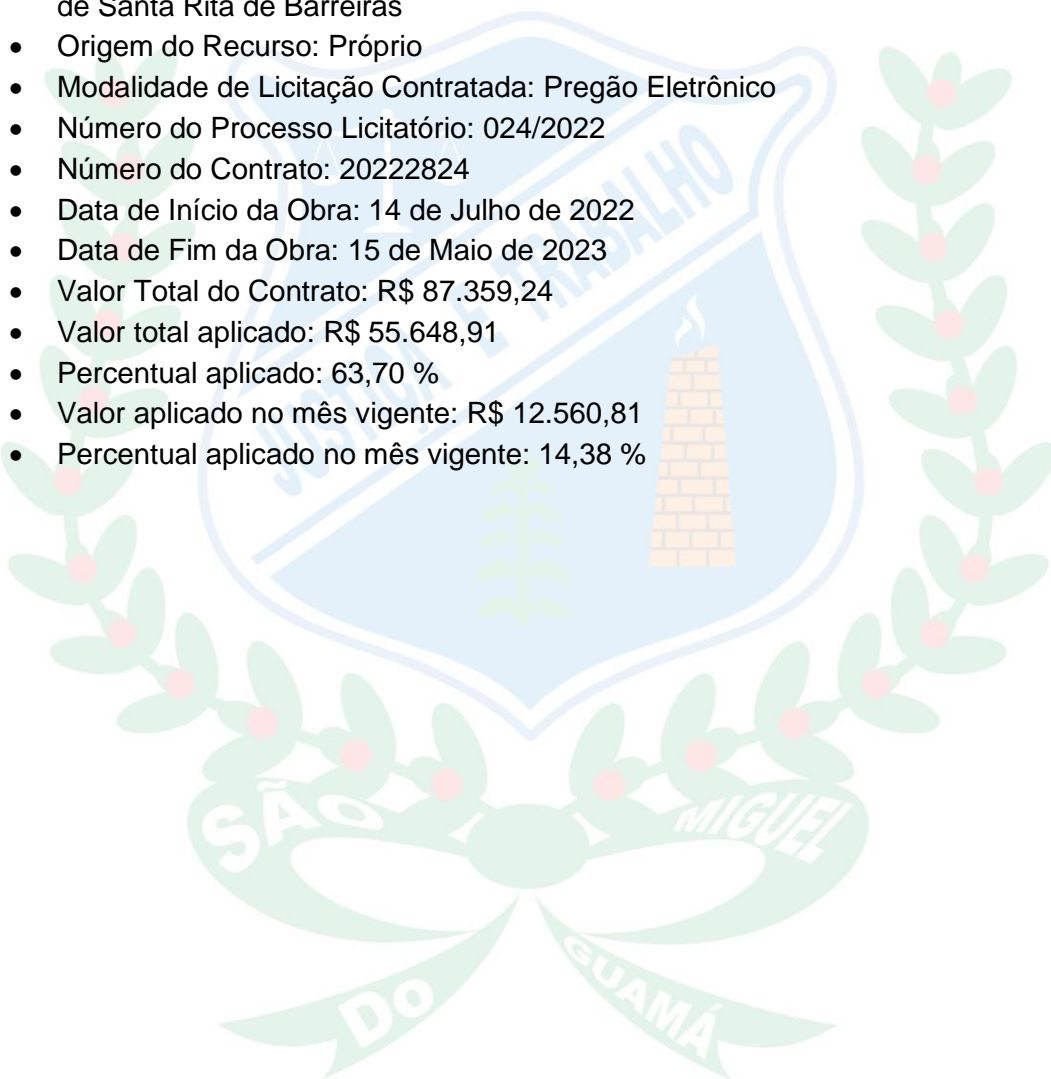 de Santa Rita de Barreiras
• Origem do Recurso: Próprio
• Modalidade de Licitação Contratada: Pregão Eletrônico
• Número do Processo Licitatório: 024/2022
• Número do Contrato: 20222824
• Data de Início da Obra: 14 de Julho de 2022
• Data de Fim da Obra: 15 de Maio de 2023
• Valor Total do Contrato: R$ 87.359,24
• Valor total aplicado: R$ 55.648,91
• Percentual aplicado: 63,70 %
• Valor aplicado no mês vigente: R$ 12.560,81
• Percentual aplicado no mês vigente: 14,38 %
JUSTIÇA E TRABALHO
SÃO MIGUEL
DO GUAMÁ